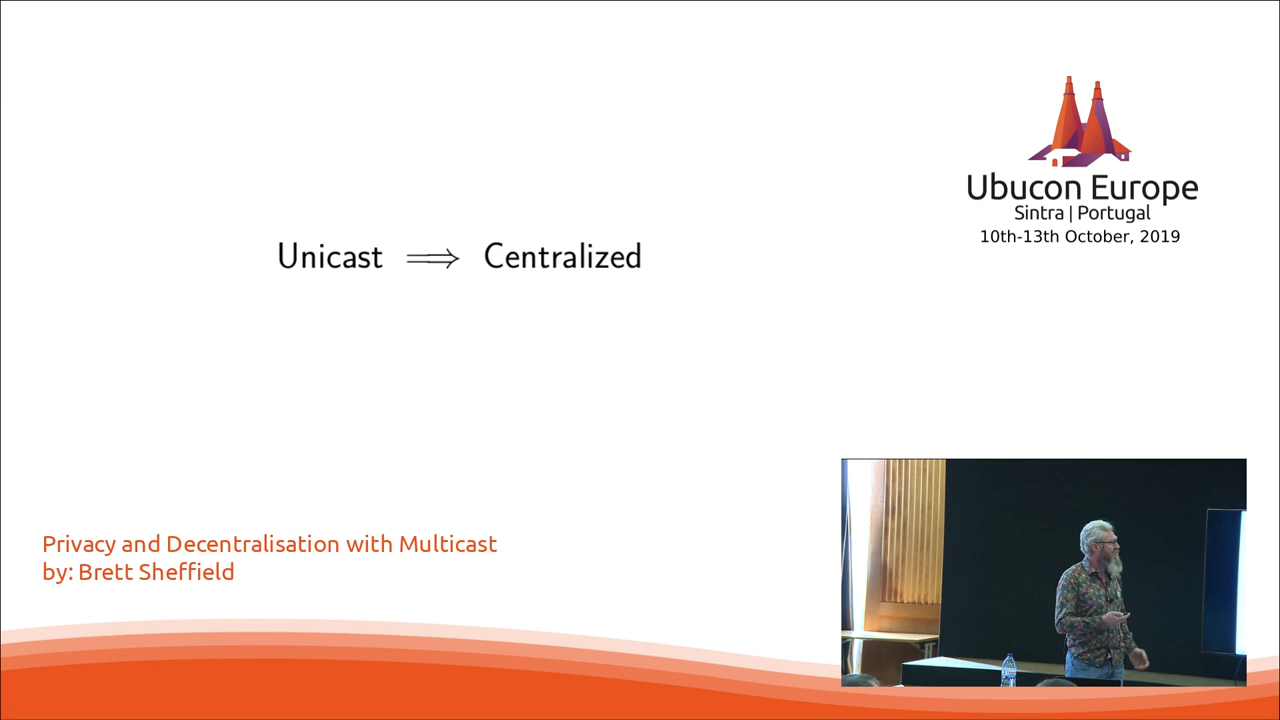 Unicast ⟹ Centralized
Ubucon Europe
Sintra | Portugal
10th-13th October, 2019
Privacy and Decentralisation with Multicast
by: Brett Sheffield